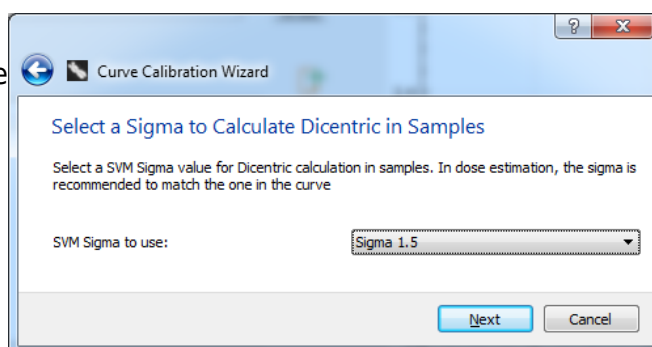 e
Curve Calibration Wizard
Select a Sigma to Calculate Dicentric in Samples
Select a SVM Sigma value for Dicentric calculation in samples. In dose estimation, the sigma is
recommended to match the one in the curve
SVM Sigma to use: Sigma 1.5
Next Cancel